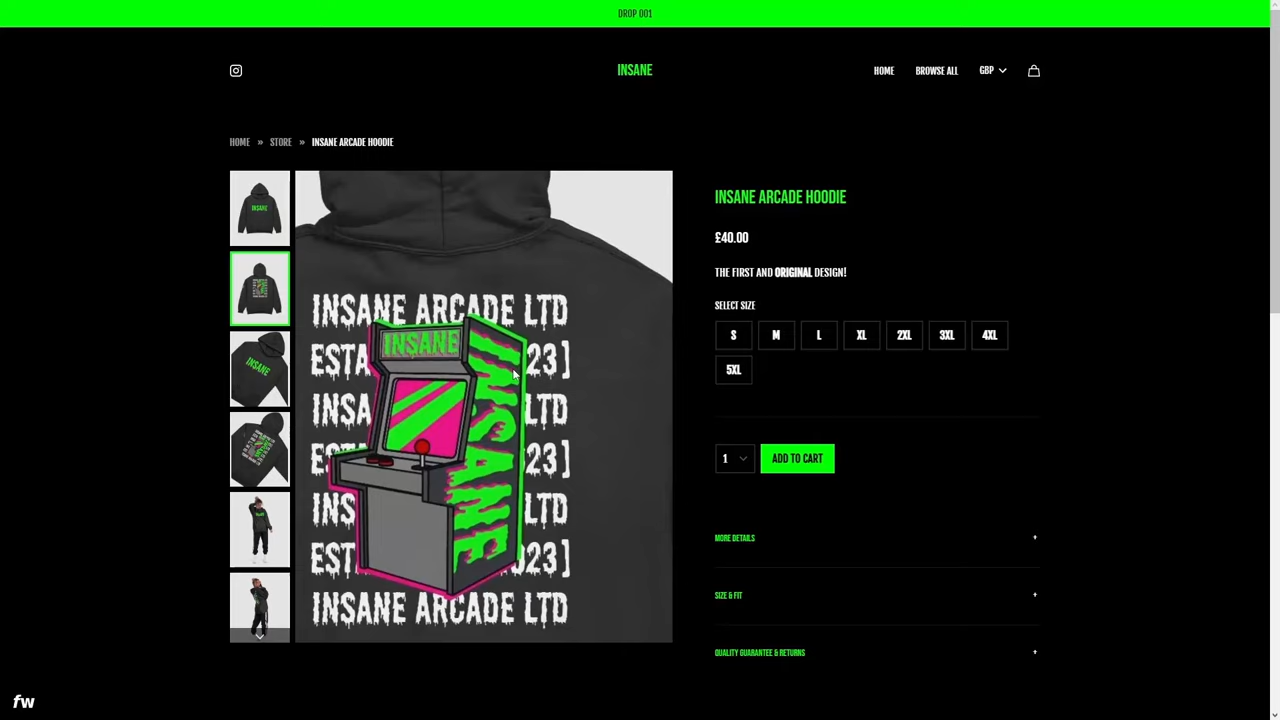 DROP 001
INSANE
HOME
BROWSE ALL
GBP
HOME » STORE » INSANE ARCADE HOODIE
INSANE ARCADE LTD
ESTA 23]
INSA LTD
ES 23]
INS LTD
EST 023]
INSANE ARCADE LTD
INSANE
INSANE
INSANE ARCADE HOODIE
£40.00
THE FIRST AND ORIGINAL DESIGN!
SELECT SIZE
S M L XL 2XL 3XL 4XL
5XL
1
ADD TO CART
MORE DETAILS +
SIZE & FIT +
QUALITY GUARANTEE & RETURNS +
INSANE
INSANE
fw